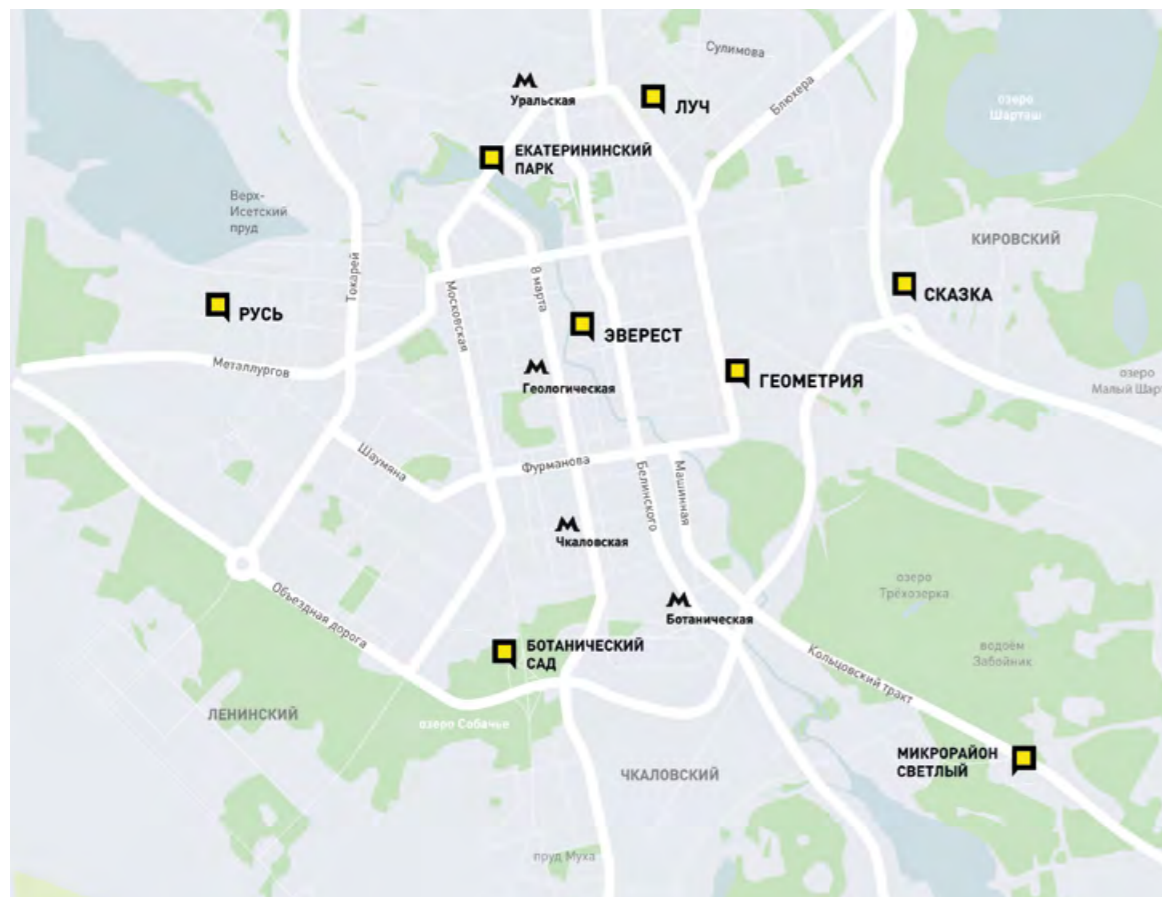 Сулимова
Уральская
ЛУЧ
Блюхера
озеро
Шарташ
ЕКАТЕРИНИНСКИЙ
ПАРК
Верх-
Исетский
пруд
КИРОВСКИЙ
Токарей
8 марта
Московская
СКАЗКА
РУСЬ
ЭВЕРЕСТ
Металлургов
Геологическая
ГЕОМЕТРИЯ
озеро
Малый Шарт
Шаумяна
Фурманова
Белинского
Машинная
Чкаловская
озеро
Трёхозерка
Объездная дорога
Ботаническая
БОТАНИЧЕСКИЙ
САД
водоём
Забойник
Кольцовский тракт
ЛЕНИНСКИЙ
озеро Собачье
МИКРОРАЙОН
СВЕТЛЫЙ
ЧКАЛОВСКИЙ
пруд Муха